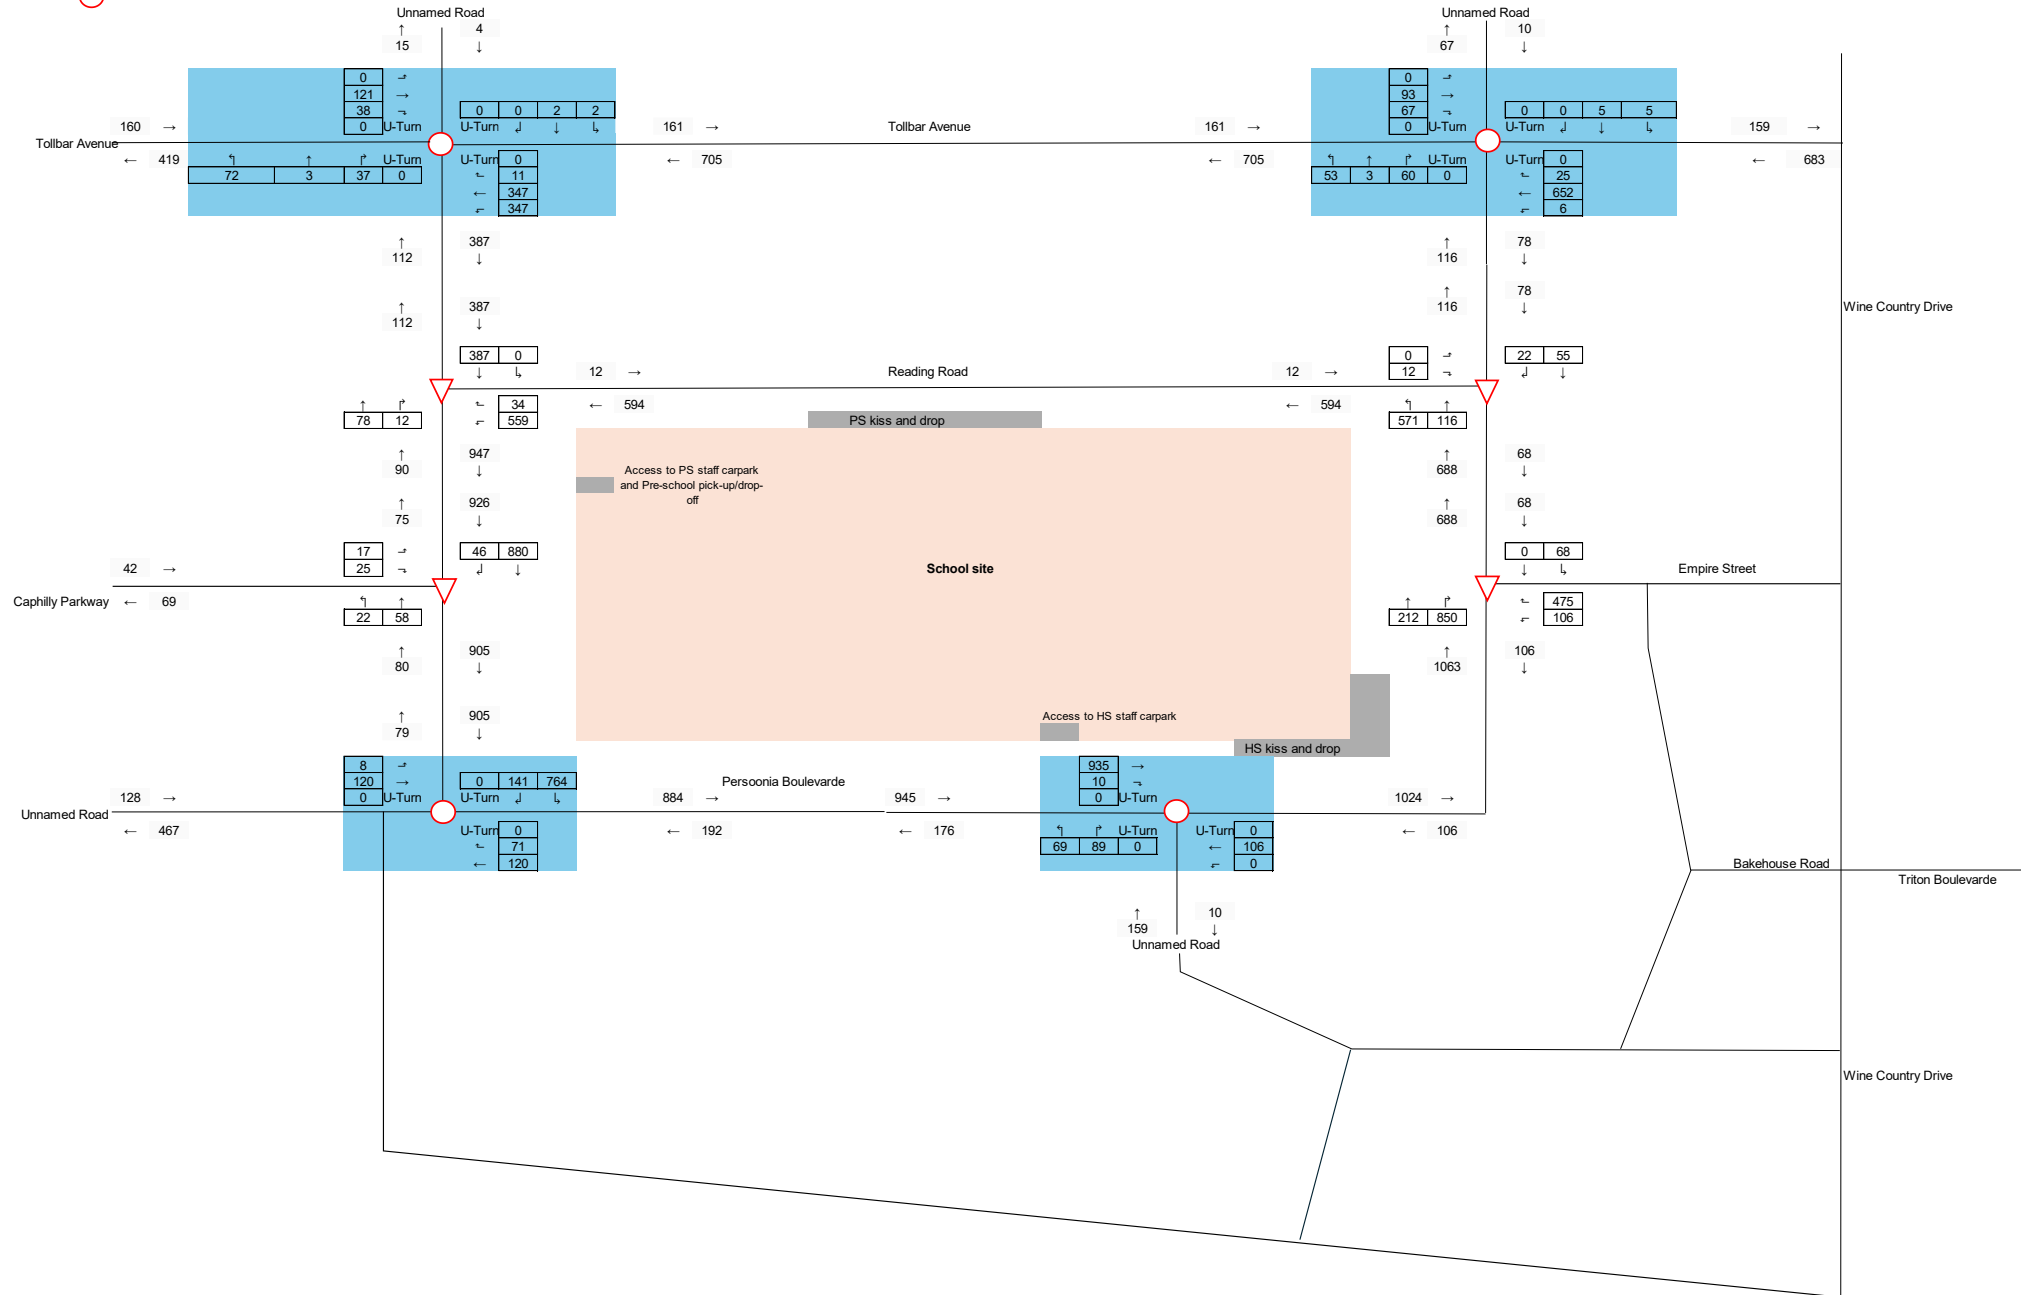 Unnamed Road Unnamed Road
↑ 4 ↑ 10
15 ↓ 67 ↓
0 ⬏ 0 ⬏
121 → 93 →
38 ⬎ 0 0 2 2 67 ⬎ 0 0 5 5
160 → 0 U-Turn U-Turn ↲ ↓ ↳ 161 → Tollbar Avenue 161 → 0 U-Turn U-Turn ↲ ↓ ↳ 159 →
Tollbar Avenue
← 419 ↰ ↑ ↱ U-Turn U-Turn 0 ← 705 ← 705 ↰ ↑ ↱ U-Turn U-Turn 0 ← 683
72 3 37 0 ⬑ 11 53 3 60 0 ⬑ 25
← 347 ← 652
⬐ 347 ⬐ 6
↑ 387 ↑ 78
112 ↓ 116 ↓
↑ 387 ↑ 78
112 ↓ 116 ↓ Wine Country Drive
387 0 0 ⬏ 22 55
↓ ↳ 12 → Reading Road 12 → 12 ⬎ ↲ ↓
↑ ↱ ⬑ 34 ← 594 ← 594 ↰ ↑
78 12 ⬐ 559 PS kiss and drop 571 116
↑ 947 ↑ 68
90 ↓ 688 ↓
Access to PS staff carpark
and Pre-school pick-up/drop-
off
↑ 926 ↑ 68
75 ↓ 688 ↓
17 ⬏ 46 880 0 68
42 → 25 ⬎ ↲ ↓ School site ↓ ↳ Empire Street
Caphilly Parkway ← 69 ↰ ↑ ↑ ↱ ⬑ 475
22 58 212 850 ⬐ 106
↑ 905 ↑ 106
80 ↓ 1063 ↓
↑ 905 Access to HS staff carpark
79 ↓
HS kiss and drop
8 ⬏ 935 →
120 → 0 141 764 Persoonia Boulevarde 10 ⬎
128 → 0 U-Turn U-Turn ↲ ↳ 884 → 945 → 0 U-Turn 1024 →
Unnamed Road
← 467 U-Turn 0 ← 192 ← 176 ↰ ↱ U-Turn U-Turn 0 ← 106
⬑ 71 69 89 0 ← 106
← 120 ⬐ 0
Bakehouse Road
Triton Boulevarde
↑ 10
159 ↓
Unnamed Road
Wine Country Drive